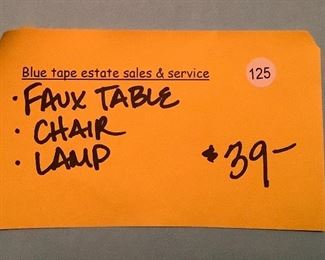 Blue tape estate sales & service 125
· FAUX TABLE
· CHAIR
· LAMP $39-